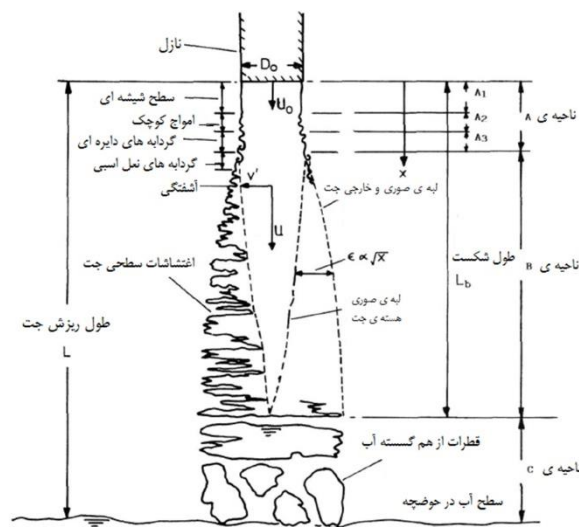 نازل
D₀
سطح شیشه ای
U₀
A₁
امواج کوچک
A₂
ناحیه ی A
گردابه های دایره ای
A₃
گردابه های نعل اسبی
x
آشفتگی
v'
لبه ی صوری و خارجی جت
u
طول شکست
L_b
اغتشاشات سطحی جت
ε ∝ √x
ناحیه ی B
لبه ی صوری
هسته ی جت
طول ریزش جت
L
قطرات از هم گسسته آب
ناحیه ی C
سطح آب در حوضچه